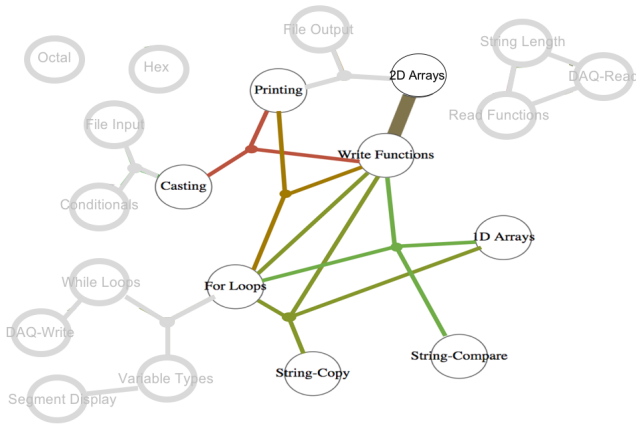 File Output
String Length
Octal
Hex
2D Arrays
DAQ-Read
Printing
Read Functions
File Input
Write Functions
Casting
Conditionals
1D Arrays
While Loops
For Loops
DAQ-Write
String-Compare
String-Copy
Variable Types
Segment Display